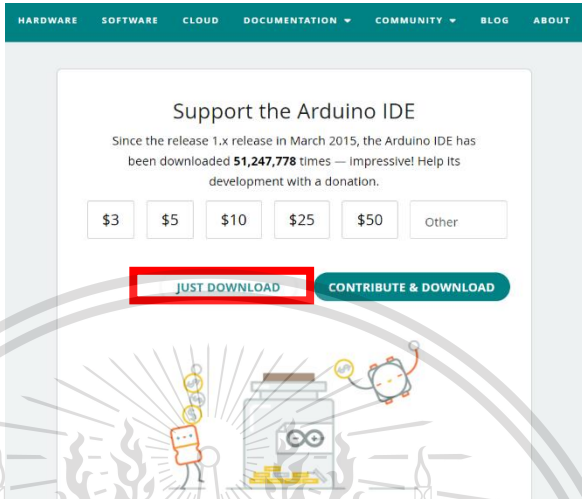 HARDWARE SOFTWARE CLOUD DOCUMENTATION COMMUNITY BLOG ABOUT
Support the Arduino IDE
Since the release 1.x release in March 2015, the Arduino IDE has
been downloaded 51,247,778 times — impressive! Help its
development with a donation.
$3 $5 $10 $25 $50 Other
JUST DOWNLOAD CONTRIBUTE & DOWNLOAD